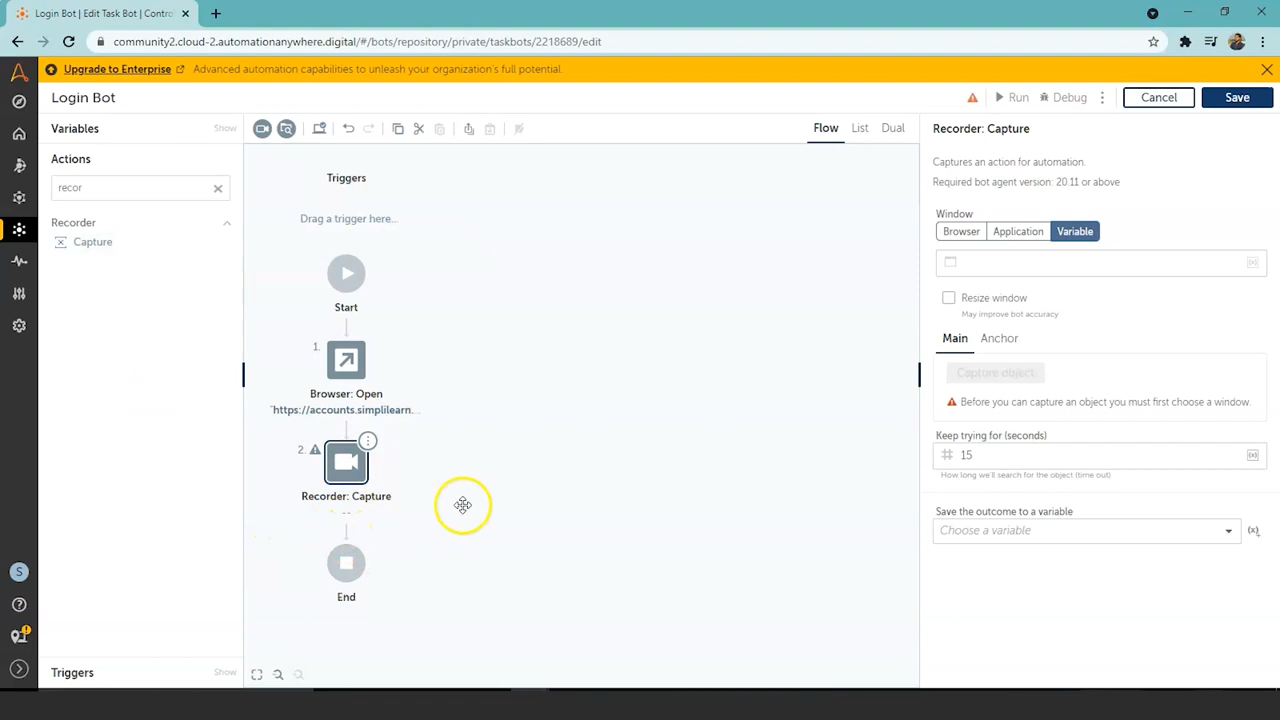 Login Bot | Edit Task Bot | Contro
community2.cloud-2.automationanywhere.digital/#/bots/repository/private/taskbots/2218689/edit
Upgrade to Enterprise Advanced automation capabilities to unleash your organization's full potential.
Login Bot
Run
Debug
Cancel
Save
Variables
Show
Actions
recor
Recorder
Capture
Triggers
Show
Flow
List
Dual
Triggers
Drag a trigger here...
Start
1.
Browser: Open
"https://accounts.simplilearn....
2.
Recorder: Capture
--
End
Recorder: Capture
Captures an action for automation.
Required bot agent version: 20.11 or above
Window
Browser Application Variable
(x)
Resize window
May improve bot accuracy
Main Anchor
Capture object
Before you can capture an object you must first choose a window.
Keep trying for (seconds)
# 15 (x)
How long we'll search for the object (time out)
Save the outcome to a variable
Choose a variable
(x)
S